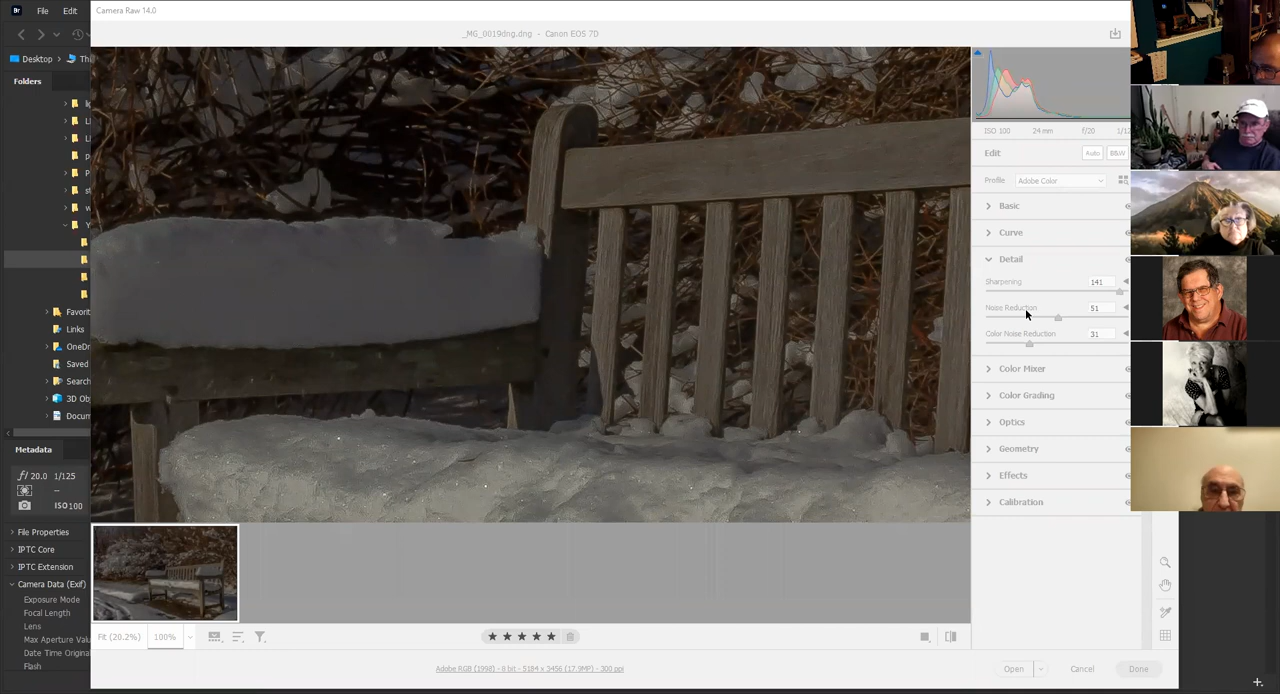 Br File Edit
Camera Raw 14.0
_MG_0019dng.dng - Canon EOS 7D
Desktop
Folders
Favorit
Links
OneDr
Saved
Search
3D Obj
Docum
Metadata
f/ 20.0 1/125
--
ISO100
File Properties
IPTC Core
IPTC Extension
Camera Data (Exif)
Exposure Mode
Focal Length
Lens
Max Aperture Valu
Date Time Original
Flash
ISO 100 24 mm f/20 1/12
Edit Auto B&W
Profile Adobe Color
Basic
Curve
Detail
Sharpening 141
Noise Reduction 51
Color Noise Reduction 31
Color Mixer
Color Grading
Optics
Geometry
Effects
Calibration
Fit (20.2%) 100%
Adobe RGB (1998) - 8 bit - 5184 x 3456 (17.9MP) - 300 ppi
Open Cancel Done